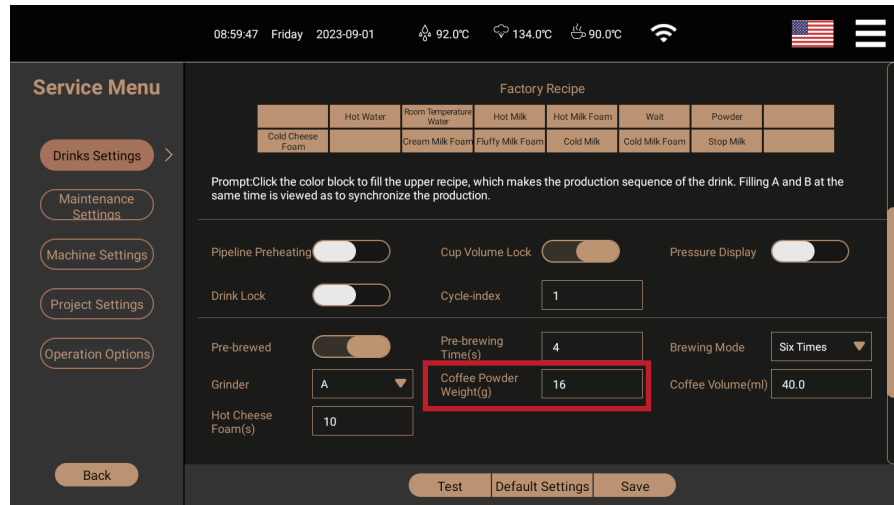 08:59:47 Friday 2023-09-01 92.0℃ 134.0℃ 90.0℃
Service Menu
Drinks Settings >
Maintenance
Settings
Machine Settings
Project Settings
Operation Options
Back
Factory Recipe
Hot Water
Room Temperature
Water
Hot Milk
Hot Milk Foam
Wait
Powder
Cold Cheese
Foam
Cream Milk Foam
Fluffy Milk Foam
Cold Milk
Cold Milk Foam
Stop Milk
Prompt:Click the color block to fill the upper recipe, which makes the production sequence of the drink. Filling A and B at the
same time is viewed as to synchronize the production.
Pipeline Preheating
Cup Volume Lock
Pressure Display
Drink Lock
Cycle-index 1
Pre-brewed
Pre-brewing
Time(s) 4
Brewing Mode Six Times
Grinder A
Coffee Powder
Weight(g) 16
Coffee Volume(ml) 40.0
Hot Cheese
Foam(s) 10
Test Default Settings Save